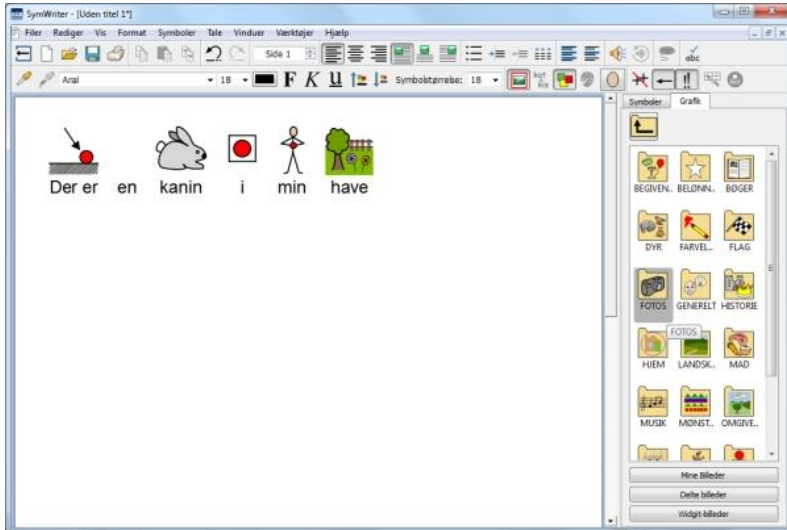 SymWriter - [Uden titel 1*]
Filer Rediger Vis Format Symboler Tale Vinduer Værktøjer Hjælp
Side 1
abc
Arial 18 F K U Symbolstørrelse: 18
Symboler Grafik
Der er en kanin i min have
BEGIVEN.. BELØNN.. BØGER
DYR FARVEL.. FLAG
FOTOS GENERELT HISTORIE
FOTOS
HJEM LANDSK.. MAD
MUSIK MØNST.. OMGIVE..
Mine Billeder
Delte billeder
Widgit-billeder